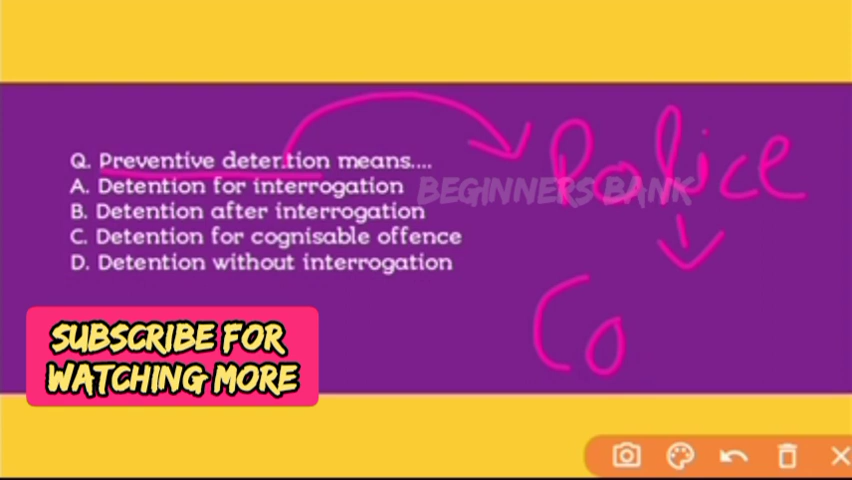 Q. Preventive detention means....
A. Detention for interrogation
B. Detention after interrogation
C. Detention for cognisable offence
D. Detention without interrogation
BEGINNERS BANK
Police
Co
SUBSCRIBE FOR
WATCHING MORE